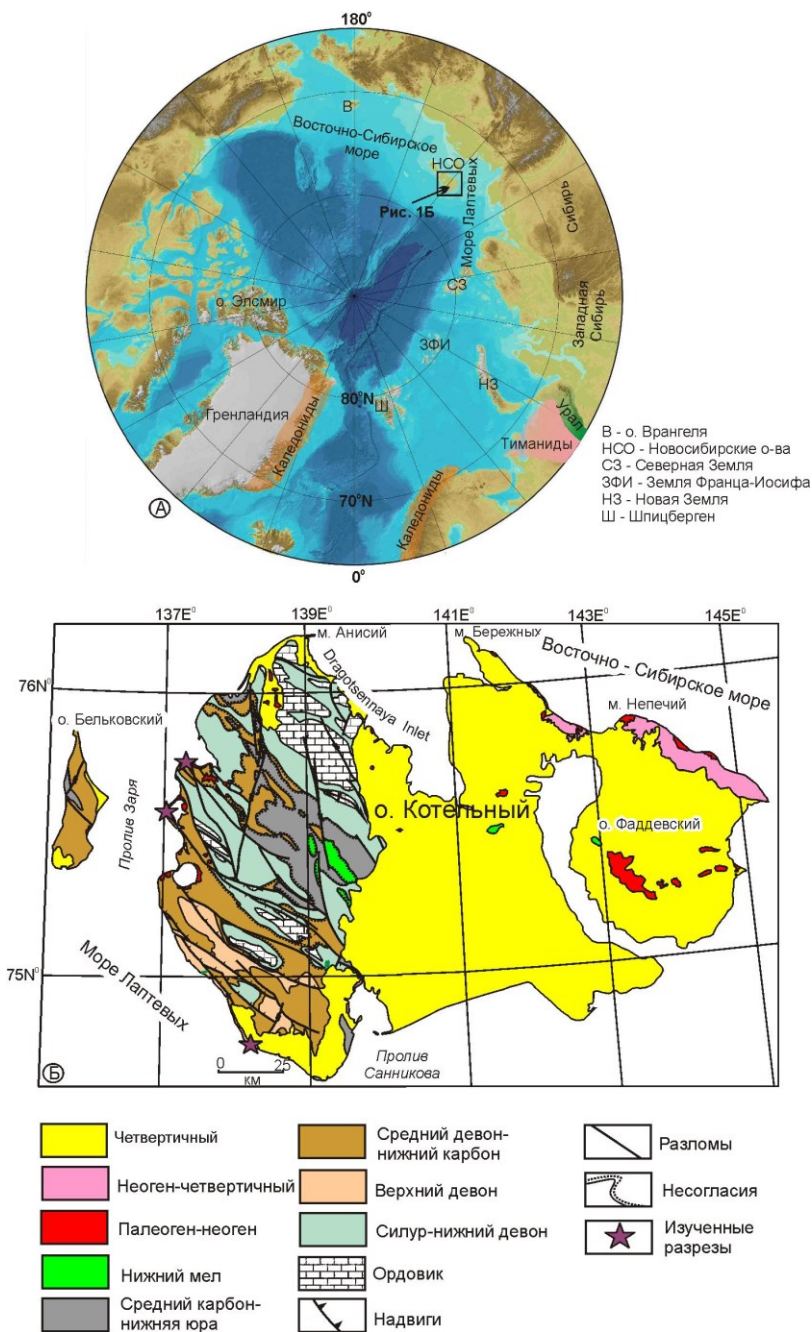 180°
В
Восточно-Сибирское
море
НСО
Рис. 1Б
Море Лаптевых
Сибирь
СЗ
о. Элсмир
Западная
Сибирь
ЗФИ
НЗ
Урал
80°N
Ш
Гренландия
Каледониды
Тиманиды
70°N
Каледониды
А
0°
В - о. Врангеля
НСО - Новосибирские о-ва
СЗ - Северная Земля
ЗФИ - Земля Франца-Иосифа
НЗ - Новая Земля
Ш - Шпицберген
137E° 139E° 141E° 143E° 145E°
м. Анисий
м. Бережных
Восточно - Сибирское море
76N°
Dragotsennaya Inlet
о. Бельковский
м. Непечий
Пролив Заря
о. Котельный
о. Фаддевский
Море Лаптевых
75N°
0 25
км
Пролив
Санникова
Б
Четвертичный
Неоген-четвертичный
Палеоген-неоген
Нижний мел
Средний карбон-
нижняя юра
Средний девон-
нижний карбон
Верхний девон
Силур-нижний девон
Ордовик
Надвиги
Разломы
Несогласия
Изученные
разрезы